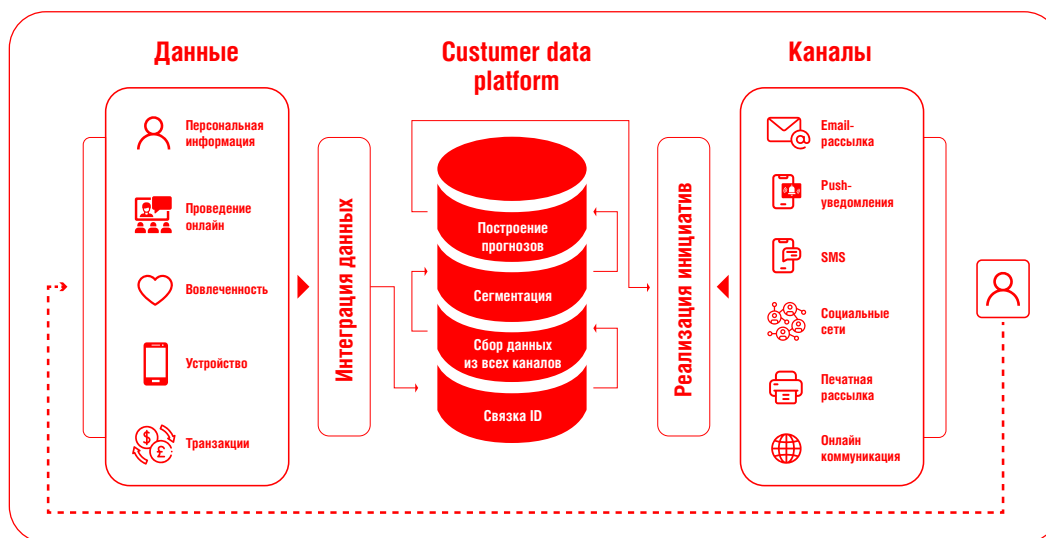 Данные
Персональная
информация
Проведение
онлайн
Вовлеченность
Устройство
$
£
Транзакции
Интеграция данных
Custumer data
platform
Построение
прогнозов
Сегментация
Сбор данных
из всех каналов
Связка ID
Реализация инициатив
Каналы
@
Email-
рассылка
Push-
уведомления
SMS
Социальные
сети
Печатная
рассылка
Онлайн
коммуникация